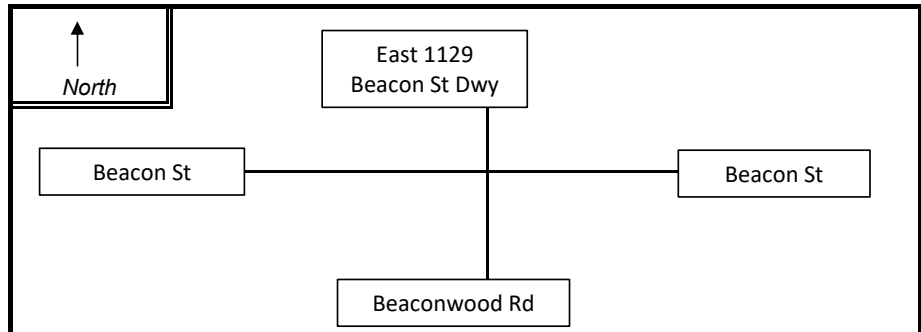 North
East 1129
Beacon St Dwy
Beacon St
Beacon St
Beaconwood Rd